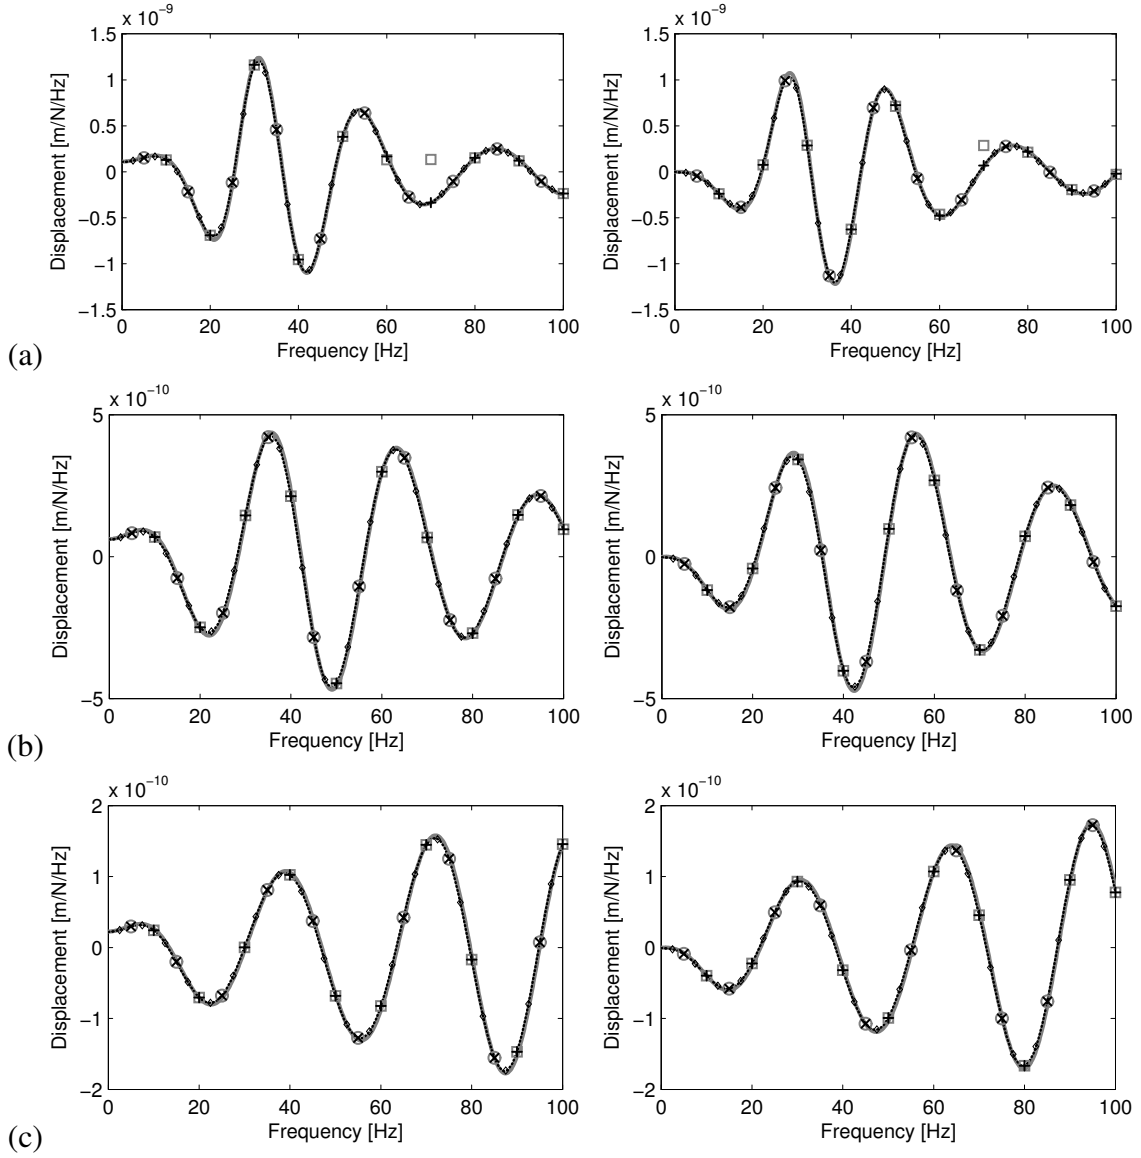 x 10⁻⁹
1.5
1
0.5
0
−0.5
−1
−1.5
0 20 40 60 80 100
Displacement [m/N/Hz]
Frequency [Hz]
x 10⁻⁹
1.5
1
0.5
0
−0.5
−1
−1.5
0 20 40 60 80 100
Displacement [m/N/Hz]
Frequency [Hz]
(a)
x 10⁻¹⁰
5
0
−5
0 20 40 60 80 100
Displacement [m/N/Hz]
Frequency [Hz]
x 10⁻¹⁰
5
0
−5
0 20 40 60 80 100
Displacement [m/N/Hz]
Frequency [Hz]
(b)
x 10⁻¹⁰
2
1
0
−1
−2
0 20 40 60 80 100
Displacement [m/N/Hz]
Frequency [Hz]
x 10⁻¹⁰
2
1
0
−1
−2
0 20 40 60 80 100
Displacement [m/N/Hz]
Frequency [Hz]
(c)